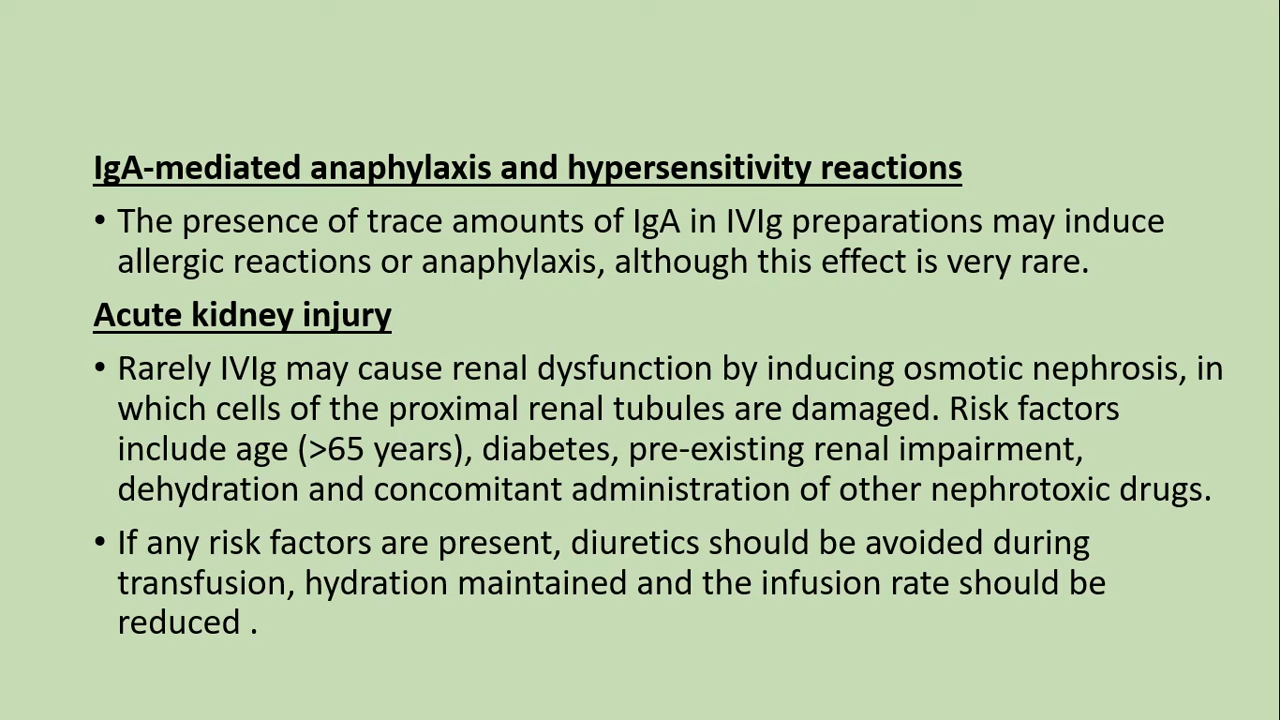 IgA-mediated anaphylaxis and hypersensitivity reactions
• The presence of trace amounts of IgA in IVIg preparations may induce
allergic reactions or anaphylaxis, although this effect is very rare.
Acute kidney injury
• Rarely IVIg may cause renal dysfunction by inducing osmotic nephrosis, in
which cells of the proximal renal tubules are damaged. Risk factors
include age (>65 years), diabetes, pre-existing renal impairment,
dehydration and concomitant administration of other nephrotoxic drugs.
• If any risk factors are present, diuretics should be avoided during
transfusion, hydration maintained and the infusion rate should be
reduced .